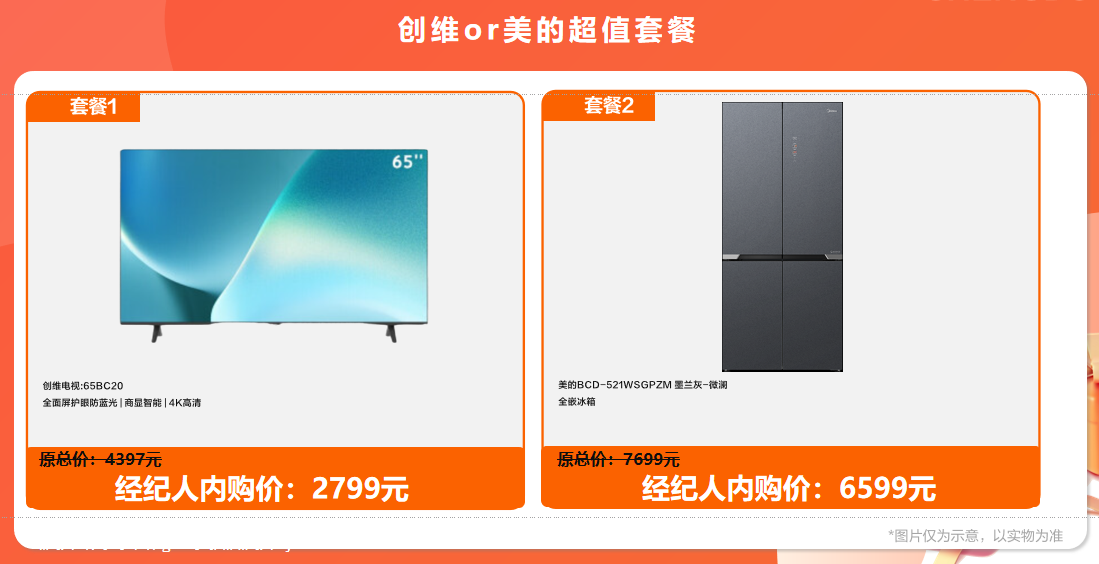 创维or美的超值套餐
套餐1
65''
创维电视:65BC20
全面屏护眼防蓝光 | 商显智能 | 4K高清
原总价：4397元
经纪人内购价：2799元
套餐2
Midea
美的BCD-521WSGPZM 墨兰灰-微澜
全嵌冰箱
原总价：7699元
经纪人内购价：6599元
*图片仅为示意，以实物为准